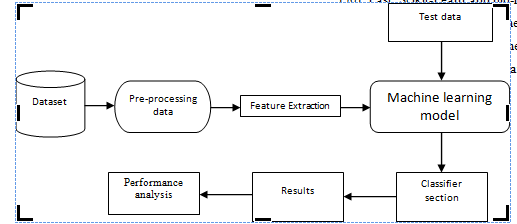 Test data
Dataset
Pre-processing
data
Feature Extraction
Machine learning
model
Performance
analysis
Results
Classifier
section